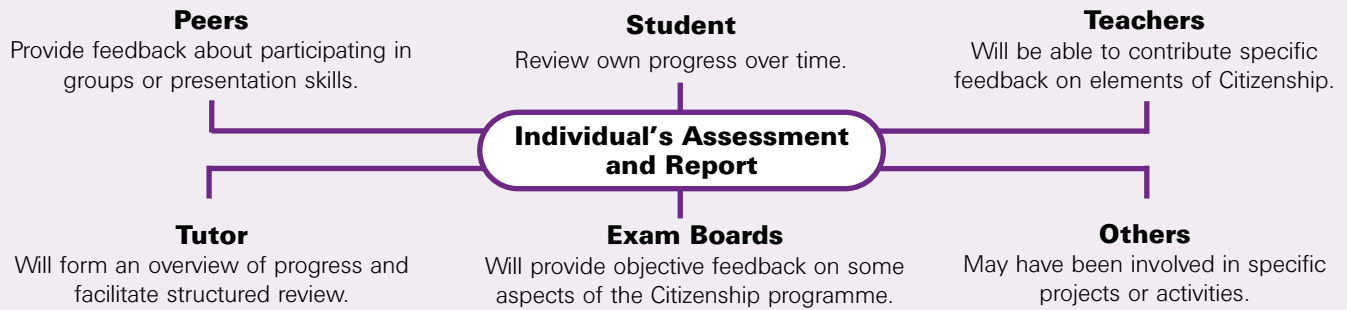 Peers
Provide feedback about participating in
groups or presentation skills.
Student
Review own progress over time.
Teachers
Will be able to contribute specific
feedback on elements of Citizenship.
Individual's Assessment
and Report
Tutor
Will form an overview of progress and
facilitate structured review.
Exam Boards
Will provide objective feedback on some
aspects of the Citizenship programme.
Others
May have been involved in specific
projects or activities.